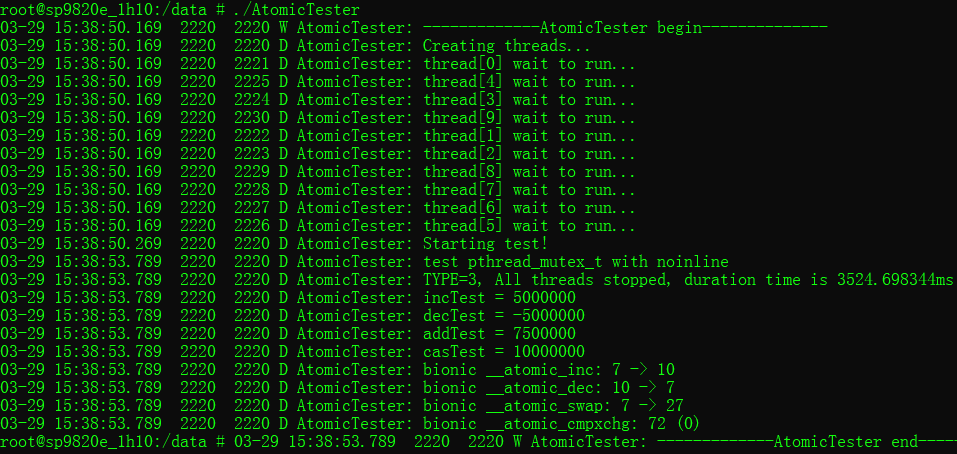 root@sp9820e_1h10:/data # ./AtomicTester
03-29 15:38:50.169  2220  2220 W AtomicTester: -------------AtomicTester begin--------------
03-29 15:38:50.169  2220  2220 D AtomicTester: Creating threads...
03-29 15:38:50.169  2220  2221 D AtomicTester: thread[0] wait to run...
03-29 15:38:50.169  2220  2225 D AtomicTester: thread[4] wait to run...
03-29 15:38:50.169  2220  2224 D AtomicTester: thread[3] wait to run...
03-29 15:38:50.169  2220  2230 D AtomicTester: thread[9] wait to run...
03-29 15:38:50.169  2220  2222 D AtomicTester: thread[1] wait to run...
03-29 15:38:50.169  2220  2223 D AtomicTester: thread[2] wait to run...
03-29 15:38:50.169  2220  2229 D AtomicTester: thread[8] wait to run...
03-29 15:38:50.169  2220  2228 D AtomicTester: thread[7] wait to run...
03-29 15:38:50.169  2220  2227 D AtomicTester: thread[6] wait to run...
03-29 15:38:50.169  2220  2226 D AtomicTester: thread[5] wait to run...
03-29 15:38:50.269  2220  2220 D AtomicTester: Starting test!
03-29 15:38:53.789  2220  2220 D AtomicTester: test pthread_mutex_t with noinline
03-29 15:38:53.789  2220  2220 D AtomicTester: TYPE=3, All threads stopped, duration time is 3524.698344ms
03-29 15:38:53.789  2220  2220 D AtomicTester: incTest = 5000000
03-29 15:38:53.789  2220  2220 D AtomicTester: decTest = -5000000
03-29 15:38:53.789  2220  2220 D AtomicTester: addTest = 7500000
03-29 15:38:53.789  2220  2220 D AtomicTester: casTest = 10000000
03-29 15:38:53.789  2220  2220 D AtomicTester: bionic __atomic_inc: 7 -> 10
03-29 15:38:53.789  2220  2220 D AtomicTester: bionic __atomic_dec: 10 -> 7
03-29 15:38:53.789  2220  2220 D AtomicTester: bionic __atomic_swap: 7 -> 27
03-29 15:38:53.789  2220  2220 D AtomicTester: bionic __atomic_cmpxchg: 72 (0)
root@sp9820e_1h10:/data # 03-29 15:38:53.789  2220  2220 W AtomicTester: -------------AtomicTester end-----